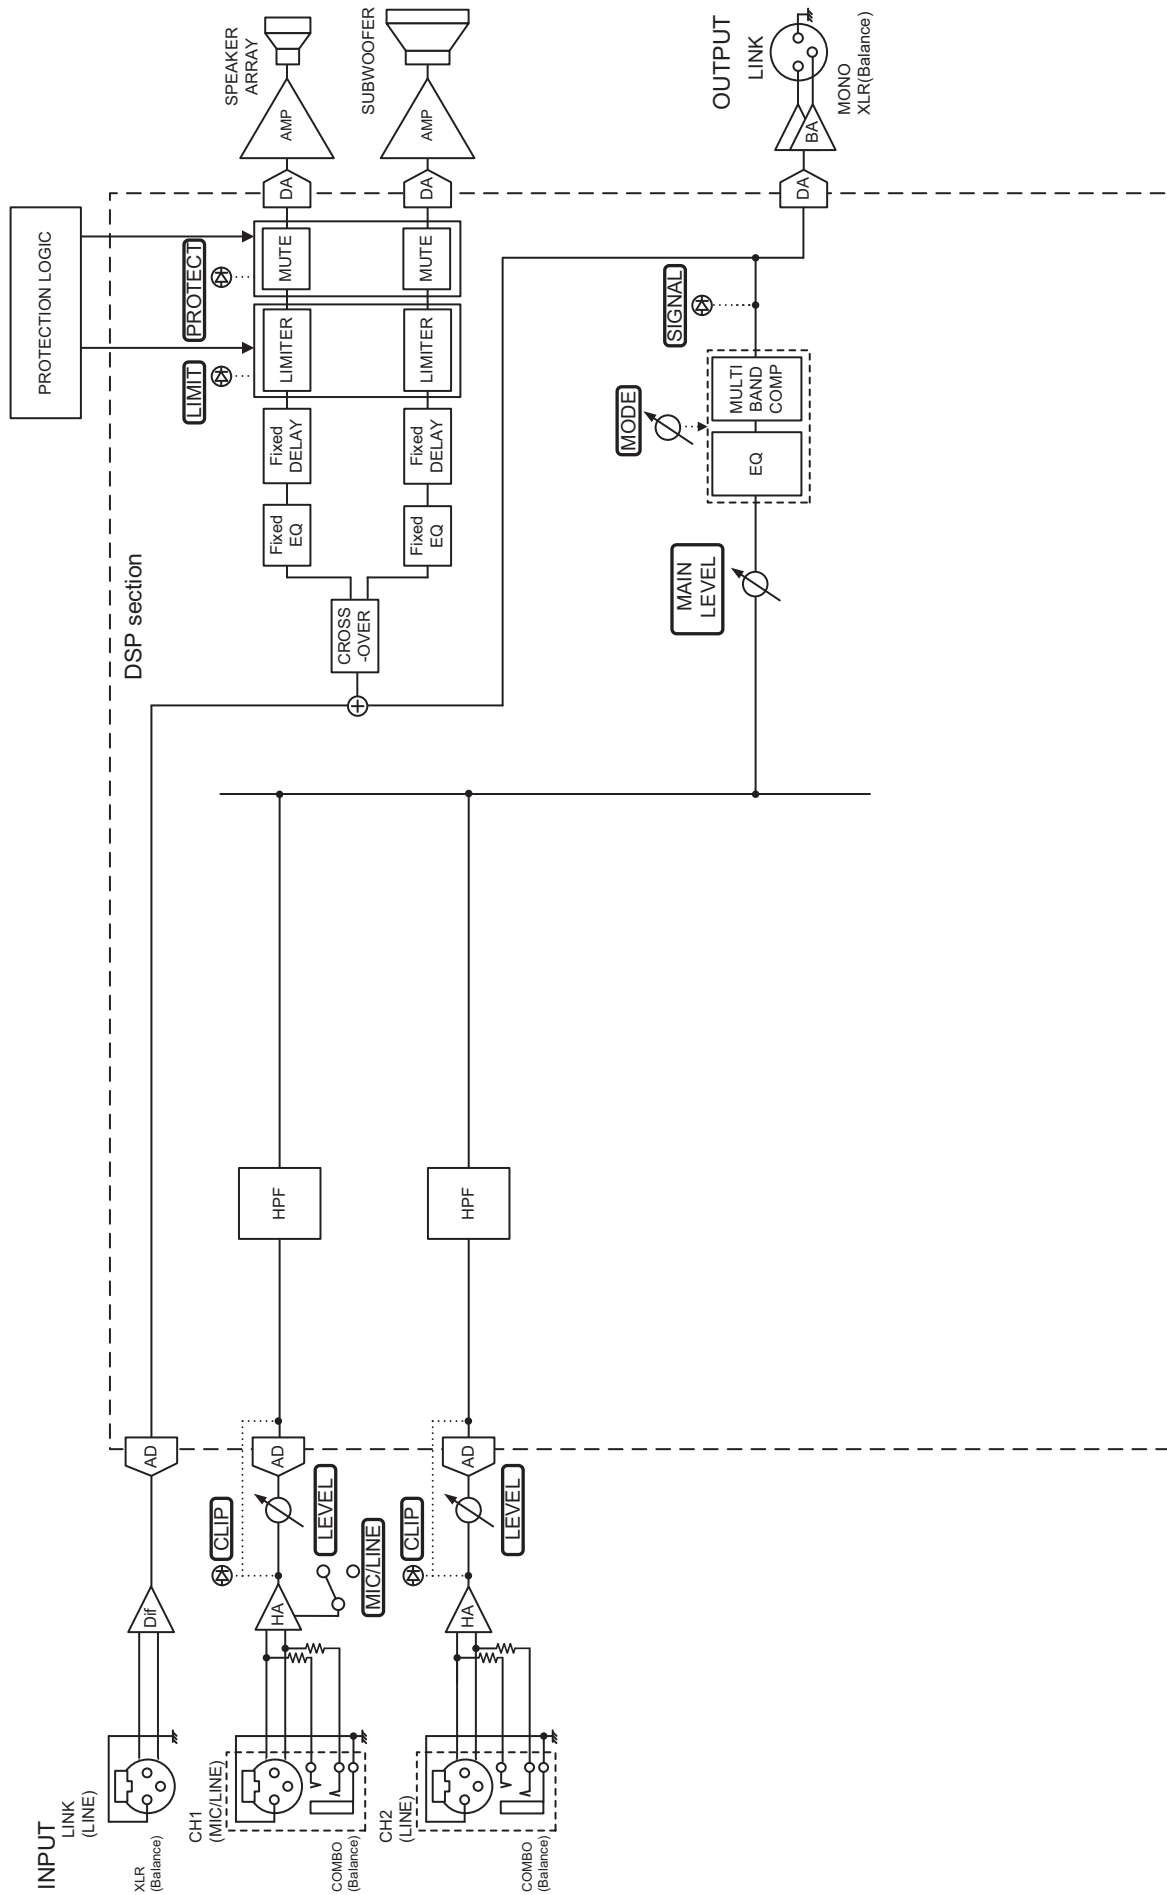 INPUT
LINK
(LINE)
XLR
(Balance)
Dif
AD
CH1
(MIC/LINE)
COMBO
(Balance)
HA
CLIP
LEVEL
MIC/LINE
AD
HPF
CH2
(LINE)
COMBO
(Balance)
HA
CLIP
LEVEL
AD
HPF
DSP section
CROSS
-OVER
Fixed
EQ
Fixed
DELAY
LIMITER
MUTE
DA
AMP
SPEAKER
ARRAY
Fixed
EQ
Fixed
DELAY
LIMITER
MUTE
DA
AMP
SUBWOOFER
LIMIT
PROTECT
PROTECTION LOGIC
MAIN
LEVEL
MODE
EQ
MULTI
BAND
COMP
SIGNAL
DA
BA
OUTPUT
LINK
MONO
XLR(Balance)